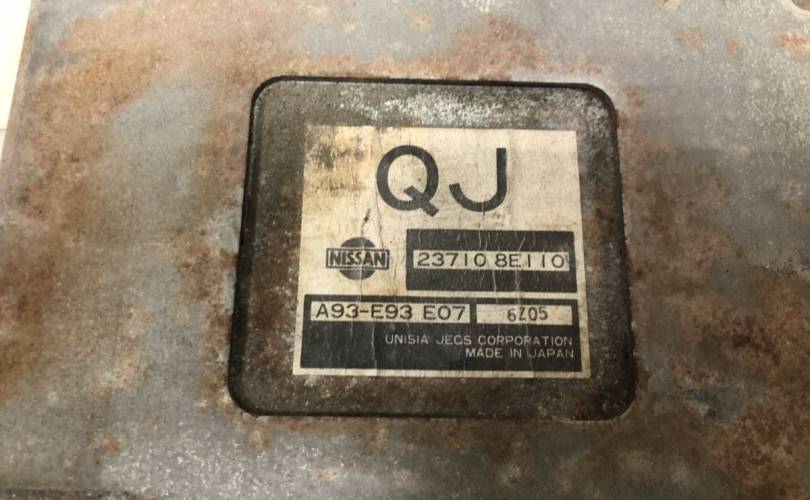 QJ
NISSAN
23710 8E110
A93-E93 E07 6Z05
UNISIA JECS CORPORATION
MADE IN JAPAN